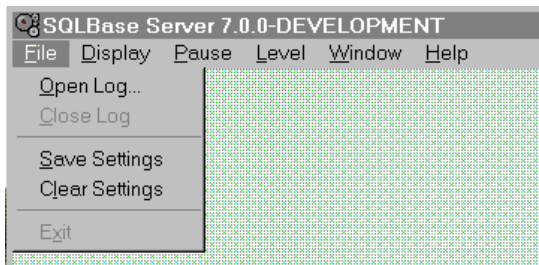 SQLBase Server 7.0.0-DEVELOPMENT
File Display Pause Level Window Help
Open Log...
Close Log
Save Settings
Clear Settings
Exit